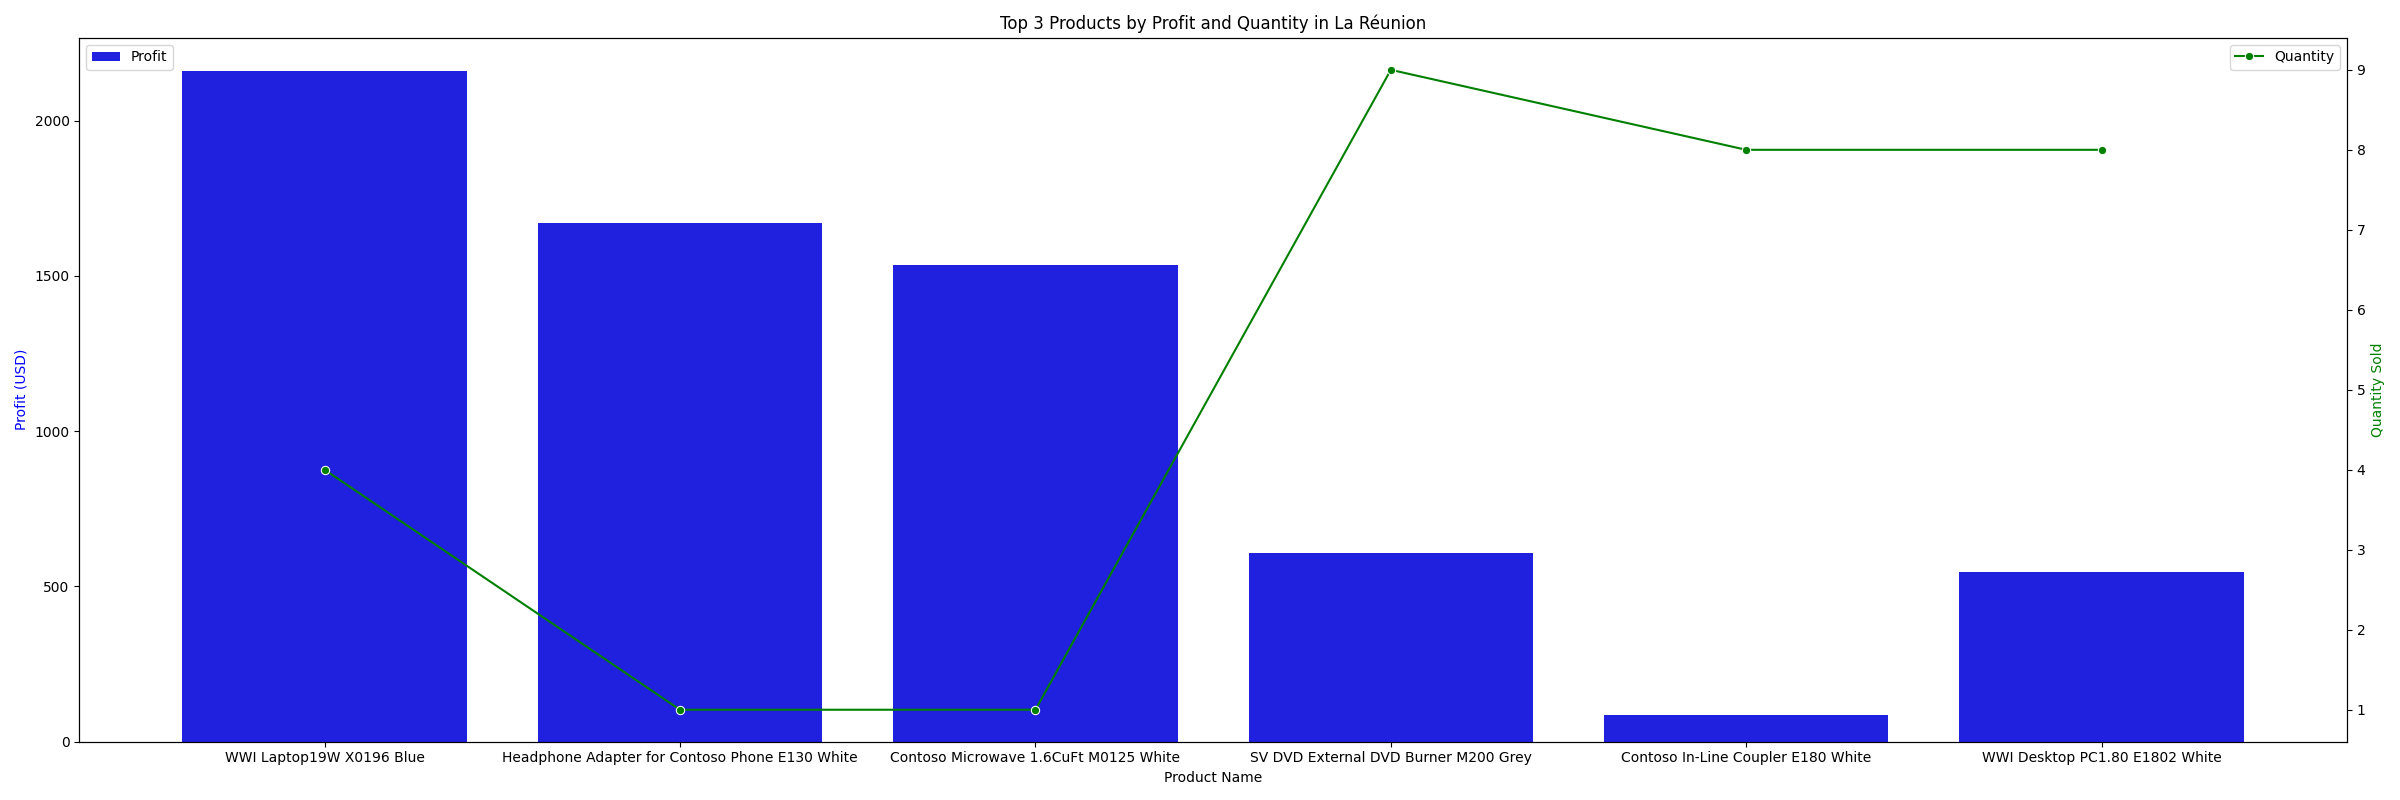 Top 3 Products by Profit and Quantity in La Réunion
Profit
Quantity
Profit (USD)
2000
1500
1000
500
0
9
8
7
6
5
4
3
2
1
Quantity Sold
WWI Laptop19W X0196 Blue
Headphone Adapter for Contoso Phone E130 White
Contoso Microwave 1.6CuFt M0125 White
SV DVD External DVD Burner M200 Grey
Contoso In-Line Coupler E180 White
WWI Desktop PC1.80 E1802 White
Product Name